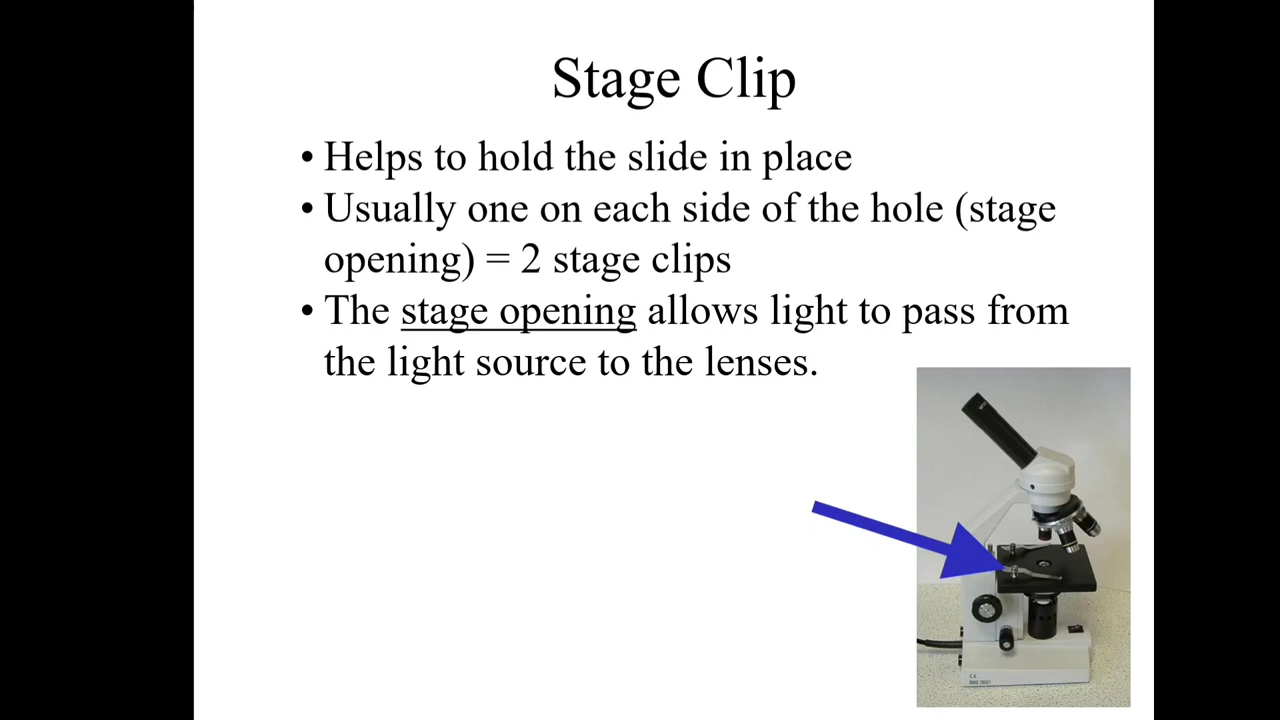 Stage Clip
• Helps to hold the slide in place
• Usually one on each side of the hole (stage
opening) = 2 stage clips
• The stage opening allows light to pass from
the light source to the lenses.